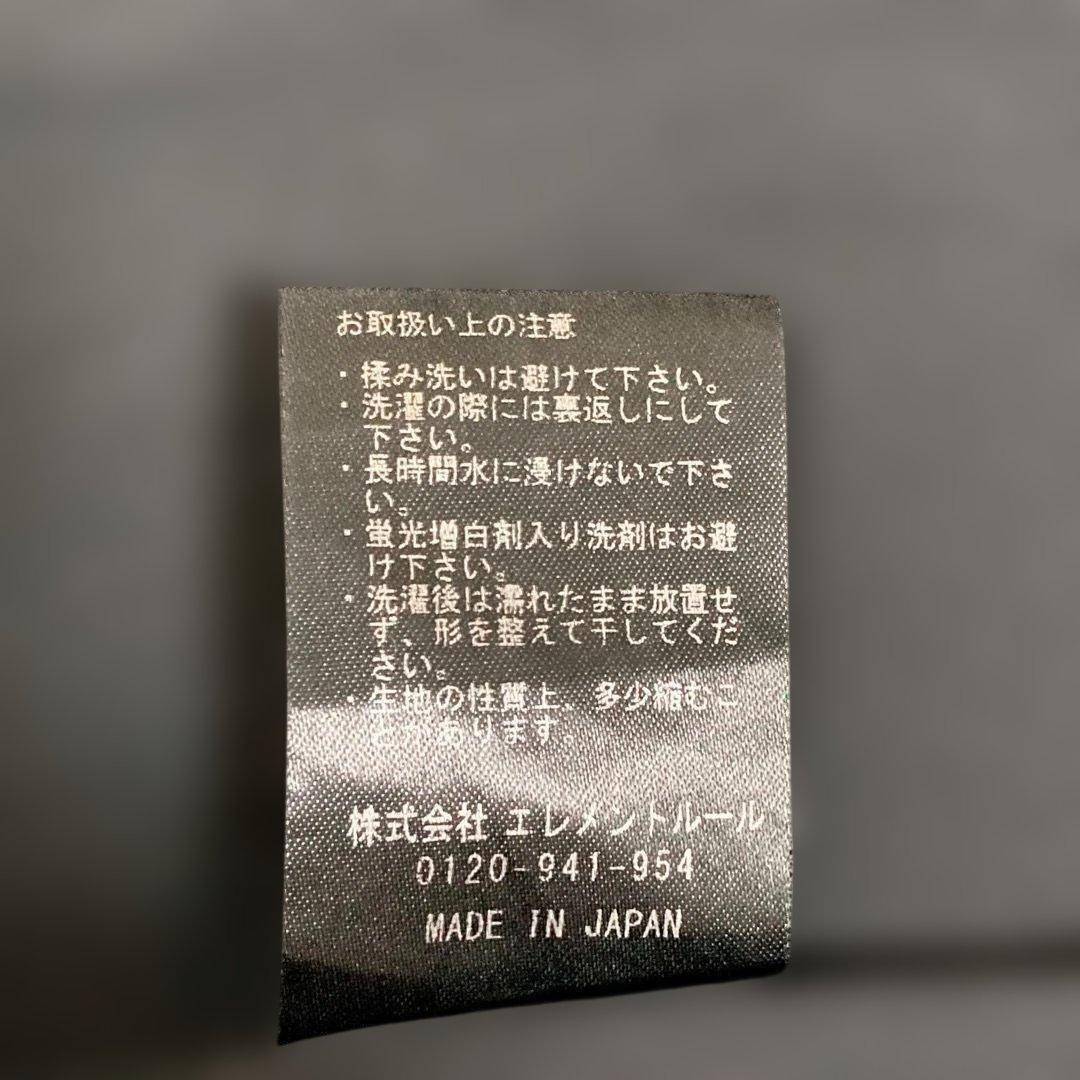 お取扱い上の注意
・揉み洗いは避けて下さい。
・洗濯の際には裏返しにして
下さい。
・長時間水に浸けないで下さ
い。
・蛍光増白剤入り洗剤はお避
け下さい。
・洗濯後は濡れたまま放置せ
ず、形を整えて干してくだ
さい。
・生地の性質上、多少縮むこ
とがあります。
株式会社 エレメントルール
0120-941-954
MADE IN JAPAN